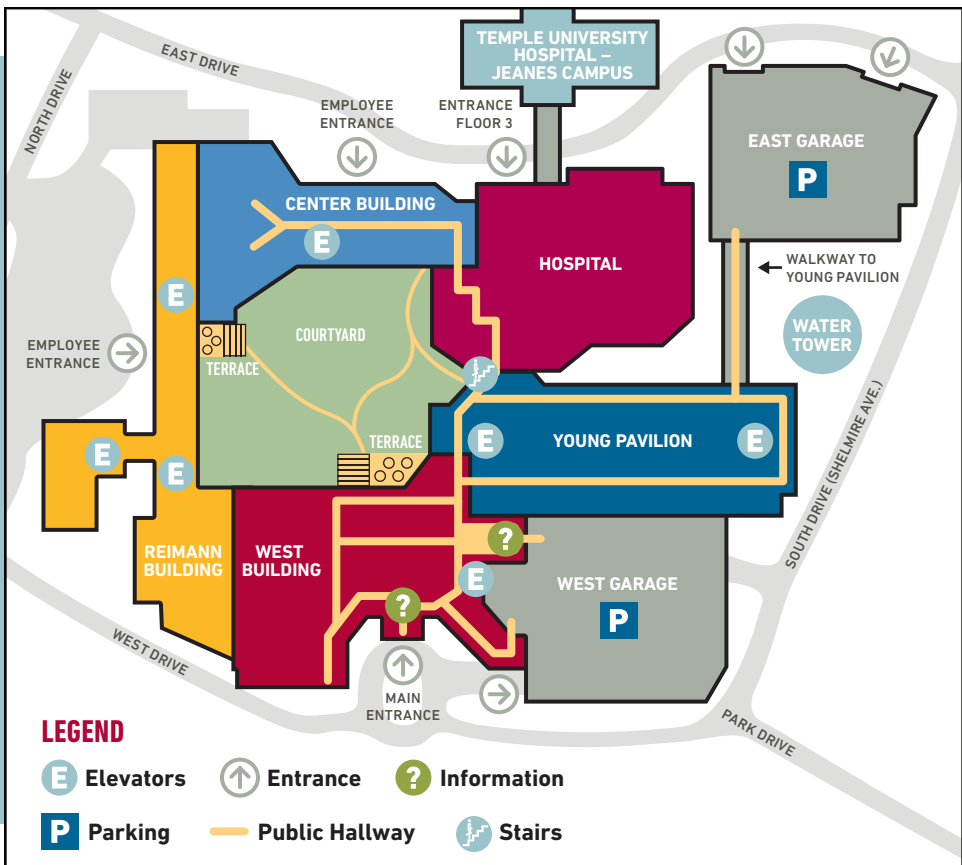 TEMPLE UNIVERSITY
HOSPITAL –
JEANES CAMPUS
EAST DRIVE
NORTH DRIVE
EMPLOYEE
ENTRANCE
ENTRANCE
FLOOR 3
EAST GARAGE
P
CENTER BUILDING
E
HOSPITAL
WALKWAY TO
YOUNG PAVILION
E
COURTYARD
WATER
TOWER
EMPLOYEE
ENTRANCE
TERRACE
TERRACE
E
YOUNG PAVILION
E
E
E
SOUTH DRIVE (SHELMIRE AVE.)
REIMANN
BUILDING
WEST
BUILDING
?
E
WEST GARAGE
P
?
WEST DRIVE
MAIN
ENTRANCE
PARK DRIVE
LEGEND
E Elevators
Entrance
? Information
P Parking
Public Hallway
Stairs